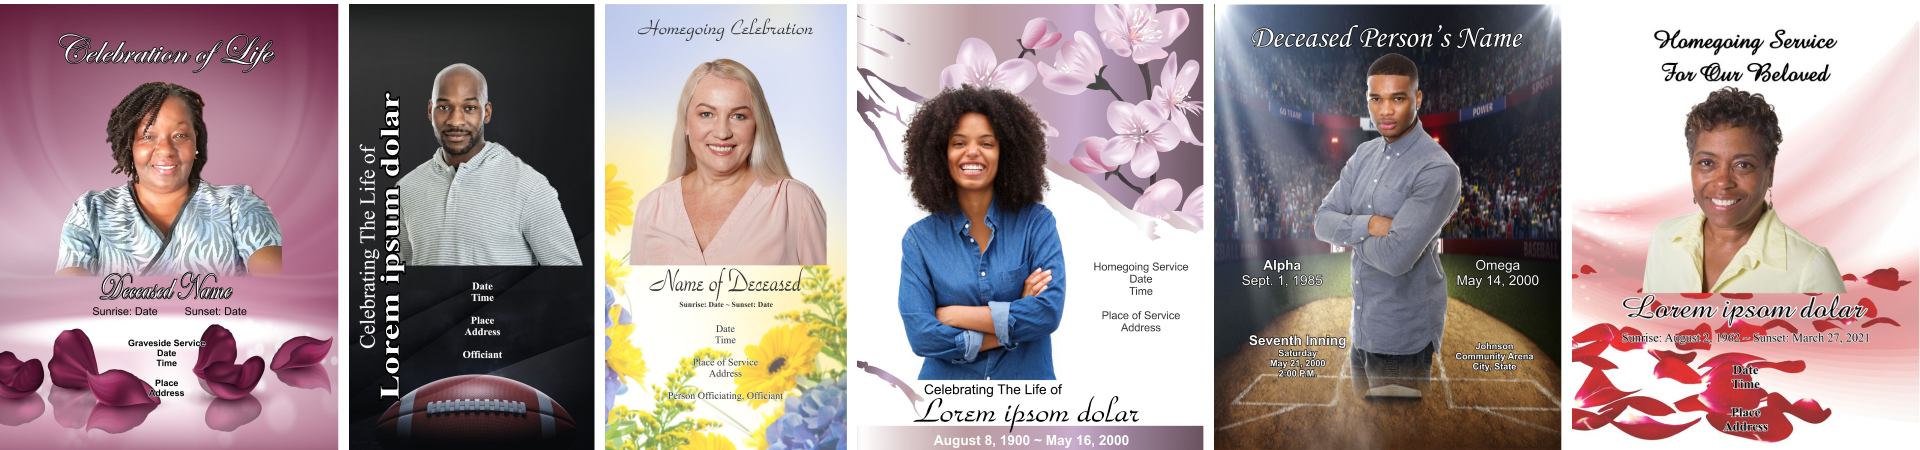 Celebration of Life
Deceased Name
Sunrise: Date Sunset: Date
Graveside Service
Date
Time
Place
Address
Celebrating The Life of
Lorem ipsum dolar
Date
Time
Place
Address
Officiant
Homegoing Celebration
Name of Deceased
Sunrise: Date ~ Sunset: Date
Date
Time
Place of Service
Address
Person Officiating, Officiant
Homegoing Service
Date
Time
Place of Service
Address
Celebrating The Life of
Lorem ipsom dolar
August 8, 1900 ~ May 16, 2000
Deceased Person's Name
GO TEAM!
POWER
SPORT
BASEBALL
Alpha
Sept. 1, 1985
Omega
May 14, 2000
Seventh Inning
Saturday
May 21, 2000
2:00 P.M.
Johnson
Community Arena
City, State
Homegoing Service
For Our Beloved
Lorem ipsom dolar
Sunrise: August 2, 1962 ~ Sunset: March 27, 2021
Date
Time
Place
Address